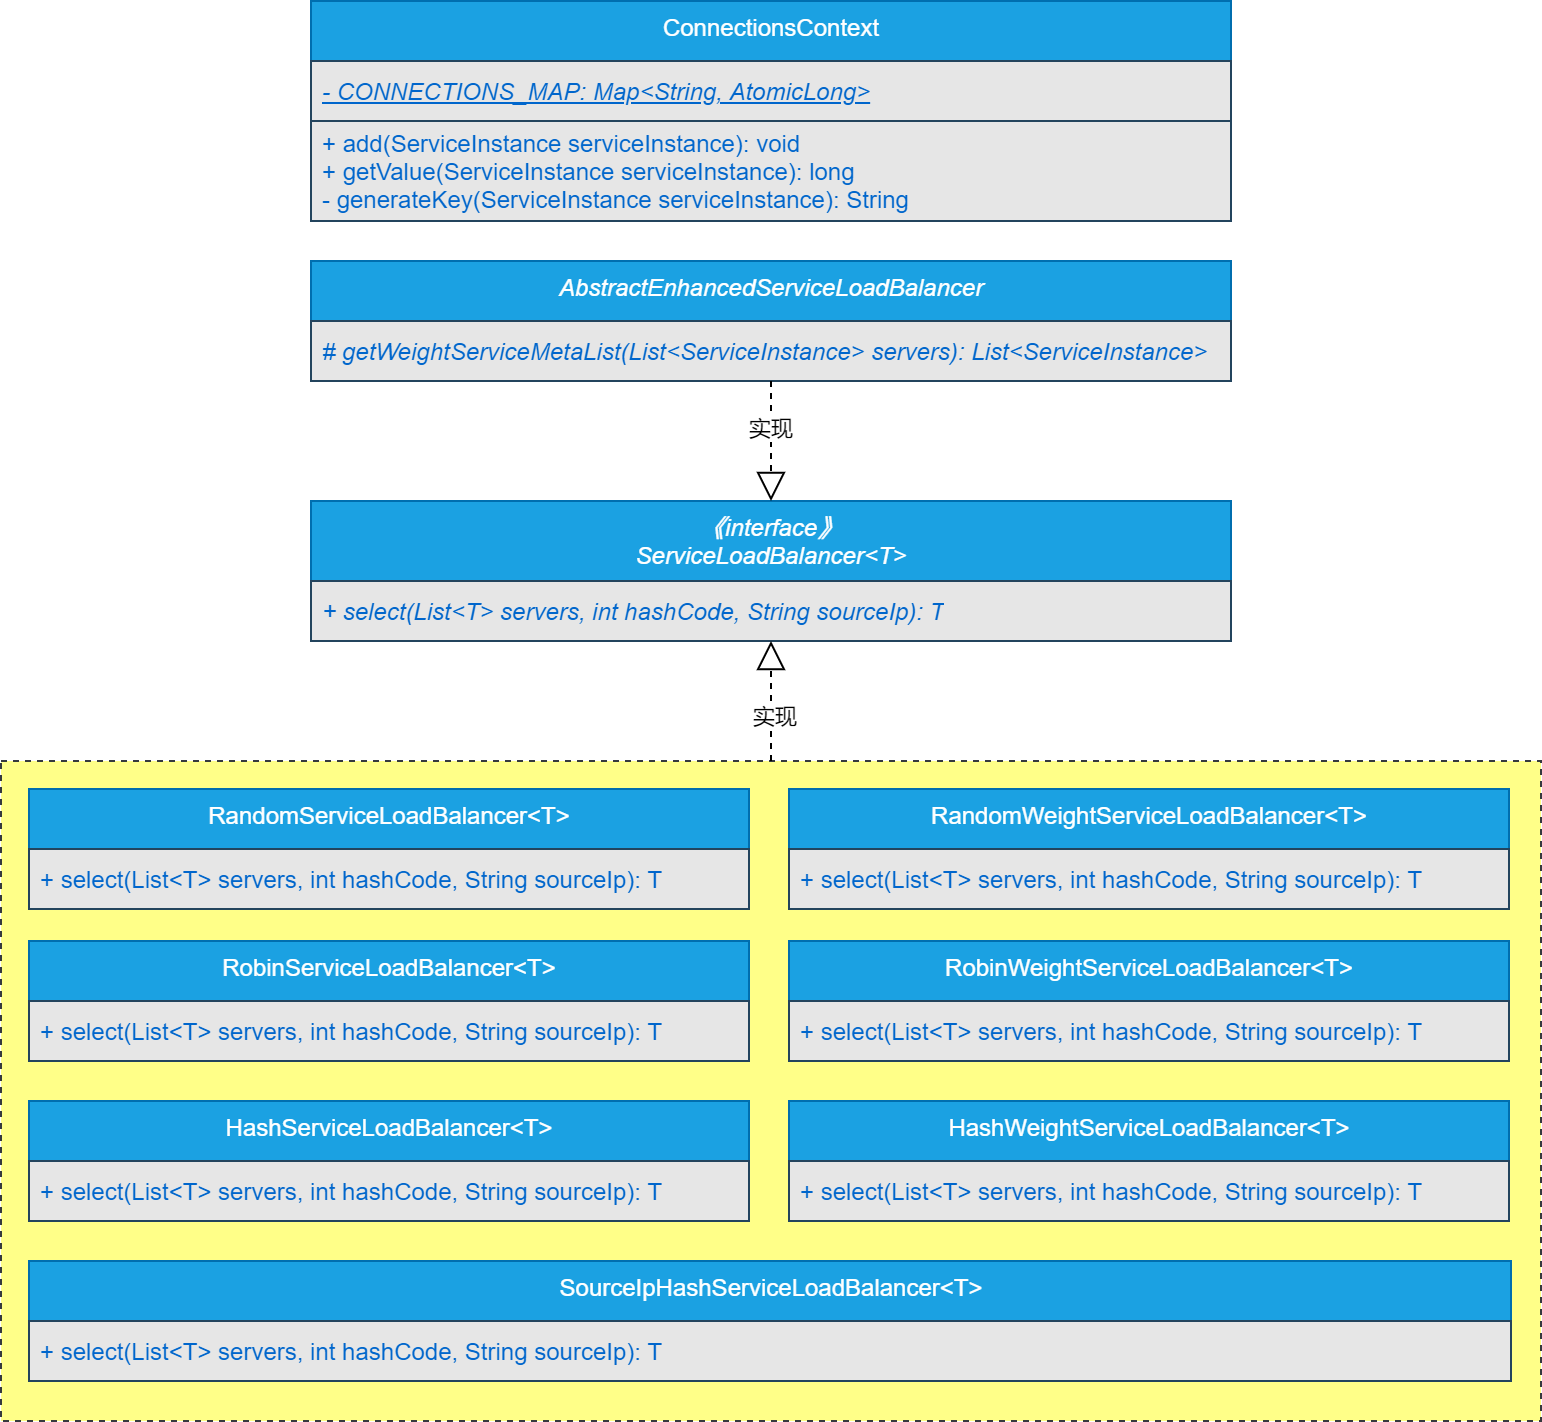 ConnectionsContext
- CONNECTIONS_MAP: Map<String, AtomicLong>
+ add(ServiceInstance serviceInstance): void
+ getValue(ServiceInstance serviceInstance): long
- generateKey(ServiceInstance serviceInstance): String
AbstractEnhancedServiceLoadBalancer
# getWeightServiceMetaList(List<ServiceInstance> servers): List<ServiceInstance>
实现
《interface》
ServiceLoadBalancer<T>
+ select(List<T> servers, int hashCode, String sourceIp): T
实现
RandomServiceLoadBalancer<T>
+ select(List<T> servers, int hashCode, String sourceIp): T
RandomWeightServiceLoadBalancer<T>
+ select(List<T> servers, int hashCode, String sourceIp): T
RobinServiceLoadBalancer<T>
+ select(List<T> servers, int hashCode, String sourceIp): T
RobinWeightServiceLoadBalancer<T>
+ select(List<T> servers, int hashCode, String sourceIp): T
HashServiceLoadBalancer<T>
+ select(List<T> servers, int hashCode, String sourceIp): T
HashWeightServiceLoadBalancer<T>
+ select(List<T> servers, int hashCode, String sourceIp): T
SourceIpHashServiceLoadBalancer<T>
+ select(List<T> servers, int hashCode, String sourceIp): T